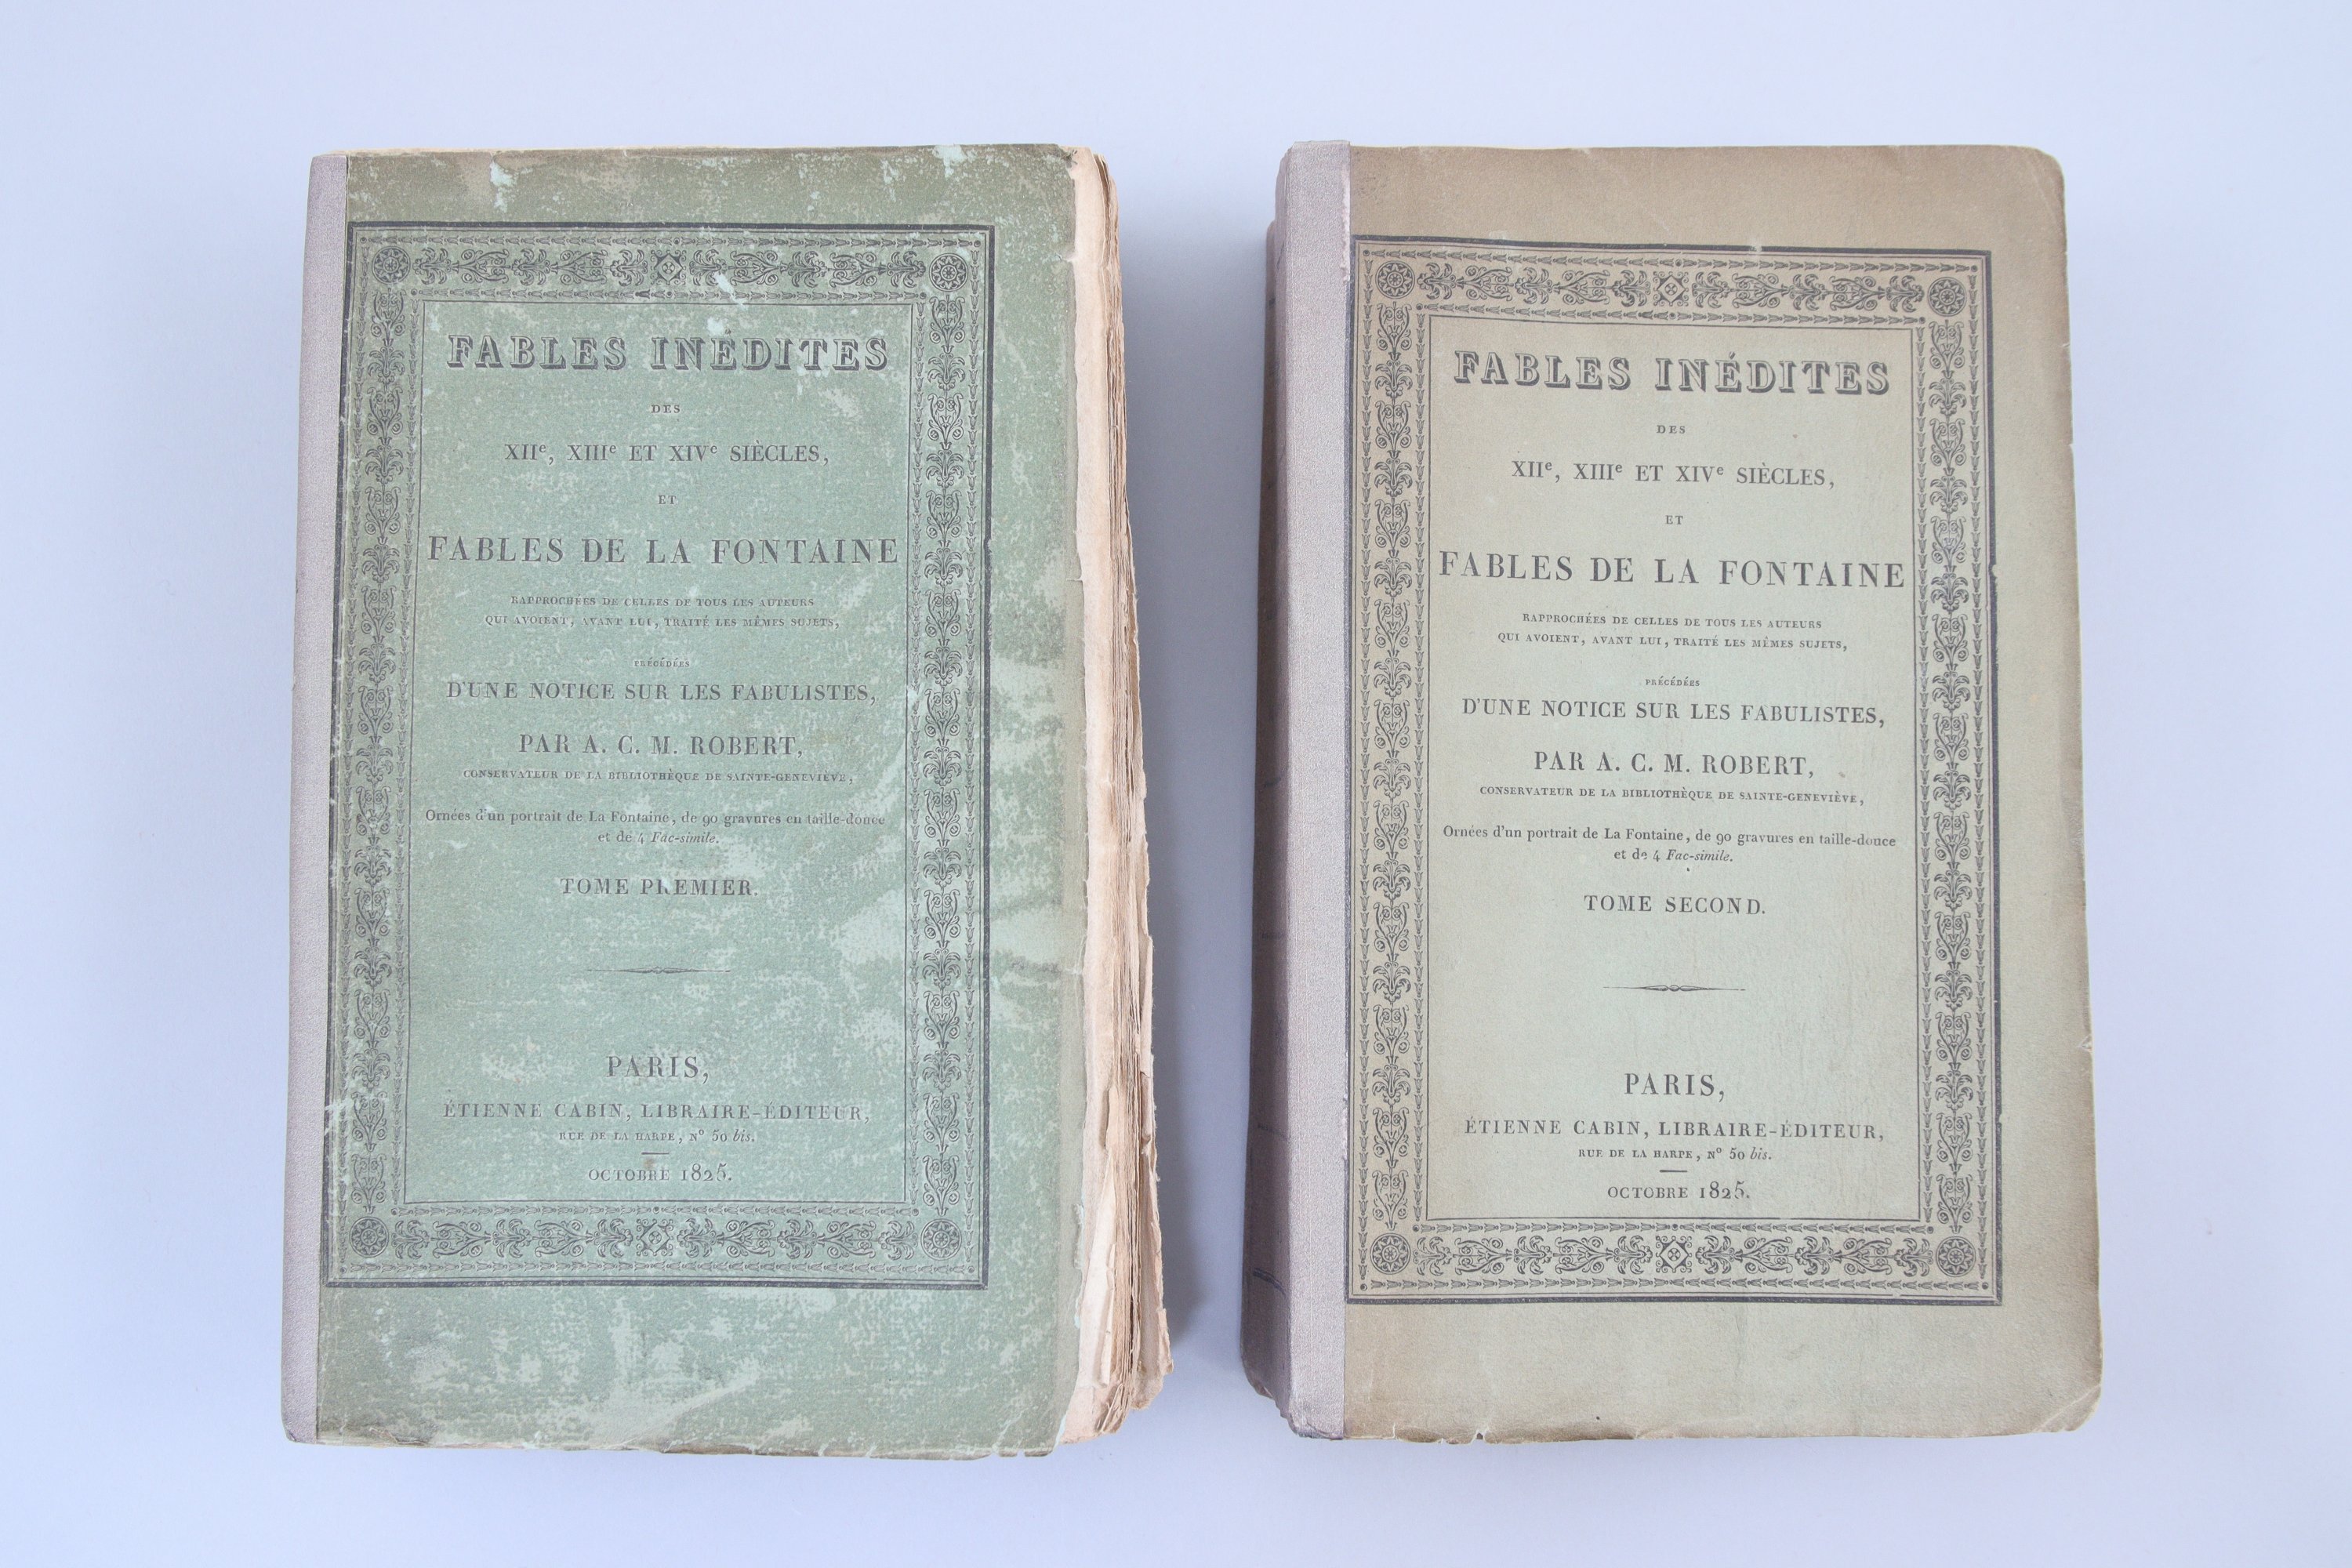 FABLES INÉDITES
DES
XIIe, XIIIe ET XIVe SIÈCLES,
ET
FABLES DE LA FONTAINE
RAPPROCHÉES DE CELLES DE TOUS LES AUTEURS
QUI AVOIENT, AVANT LUI, TRAITÉ LES MÊMES SUJETS,
PRÉCÉDÉES
D'UNE NOTICE SUR LES FABULISTES,
PAR A. C. M. ROBERT,
CONSERVATEUR DE LA BIBLIOTHÈQUE DE SAINTE-GENEVIÈVE,
Ornées d'un portrait de La Fontaine, de 90 gravures en taille-douce
et de 4 Fac-simile.
TOME PREMIER.
PARIS,
ÉTIENNE CABIN, LIBRAIRE-ÉDITEUR,
RUE DE LA HARPE, No 50 bis.
OCTOBRE 1825.
FABLES INÉDITES
DES
XIIe, XIIIe ET XIVe SIÈCLES,
ET
FABLES DE LA FONTAINE
RAPPROCHÉES DE CELLES DE TOUS LES AUTEURS
QUI AVOIENT, AVANT LUI, TRAITÉ LES MÊMES SUJETS,
PRÉCÉDÉES
D'UNE NOTICE SUR LES FABULISTES,
PAR A. C. M. ROBERT,
CONSERVATEUR DE LA BIBLIOTHÈQUE DE SAINTE-GENEVIÈVE,
Ornées d'un portrait de La Fontaine, de 90 gravures en taille-douce
et de 4 Fac-simile.
TOME SECOND.
PARIS,
ÉTIENNE CABIN, LIBRAIRE-ÉDITEUR,
RUE DE LA HARPE, No 50 bis.
OCTOBRE 1825.